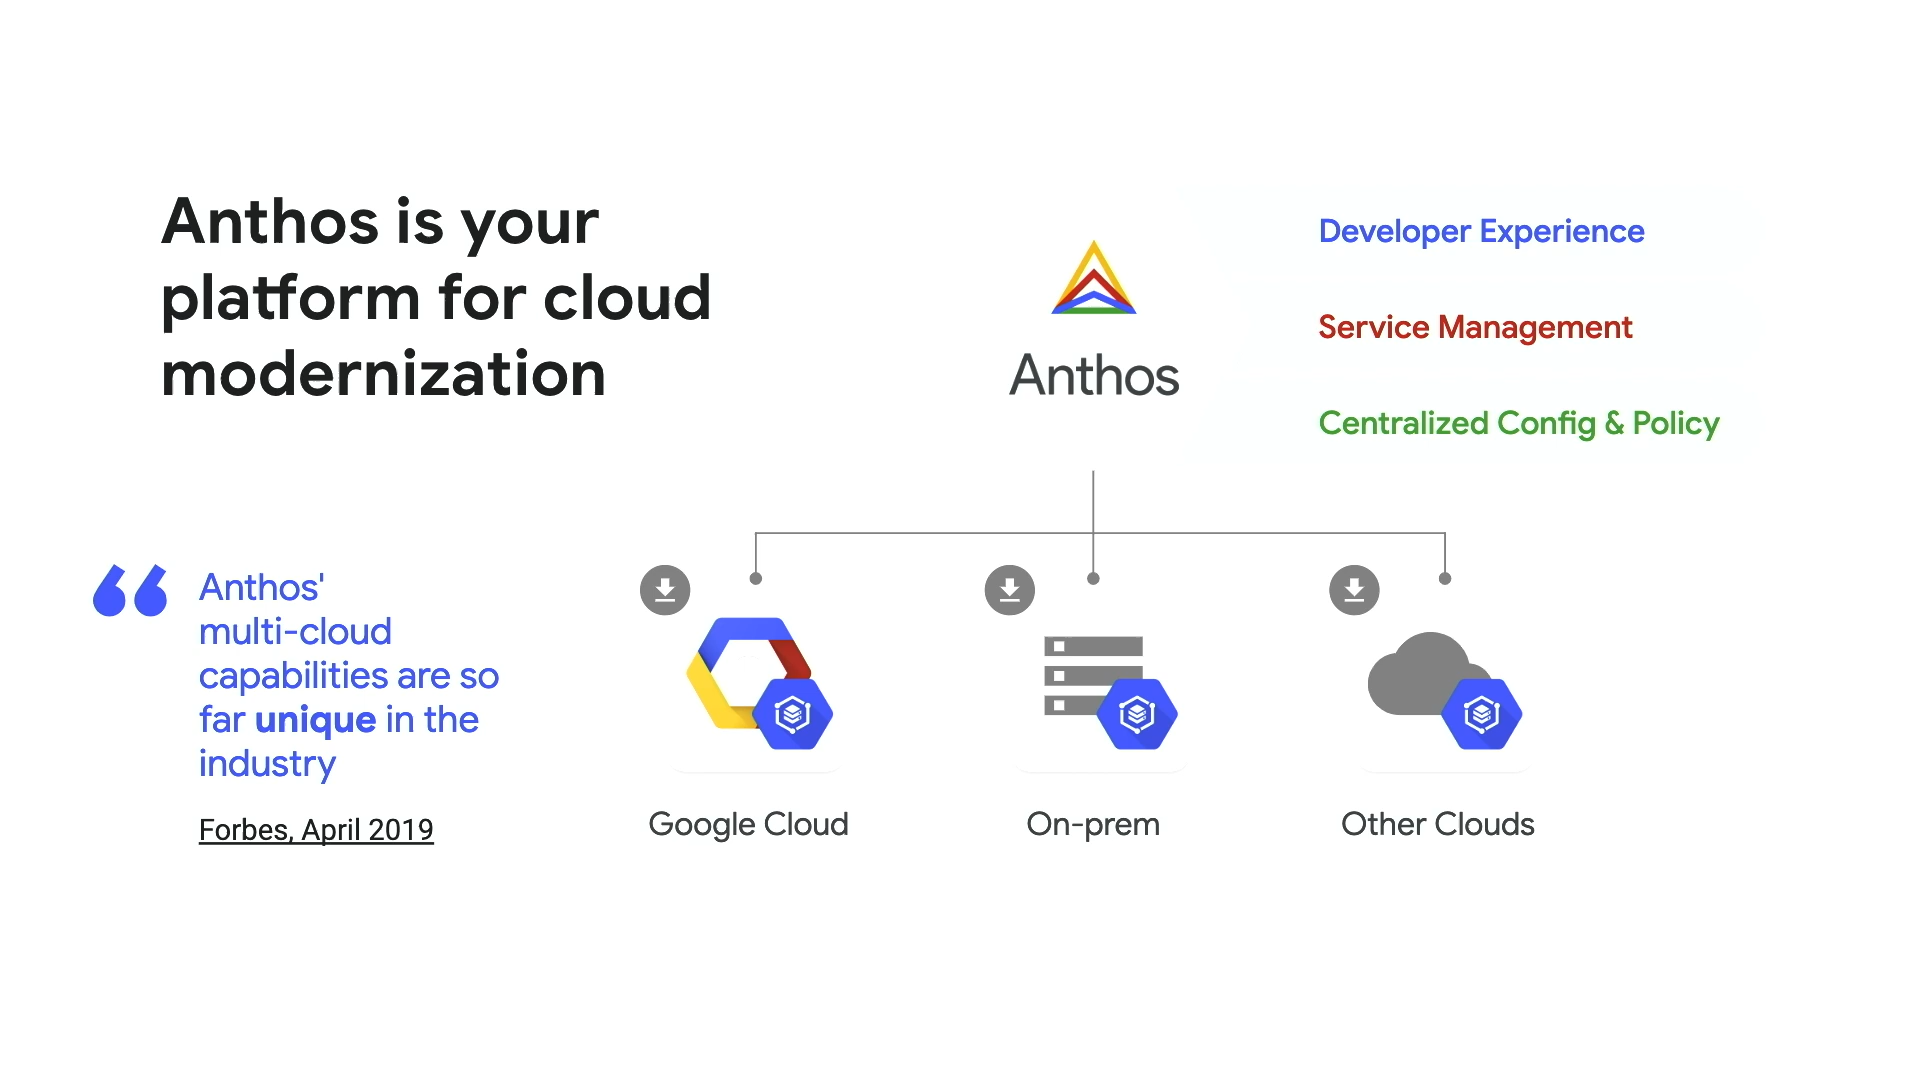 Anthos is your
platform for cloud
modernization
Anthos'
multi-cloud
capabilities are so
far unique in the
industry
Forbes, April 2019
Anthos
Developer Experience
Service Management
Centralized Config & Policy
Google Cloud
On-prem
Other Clouds